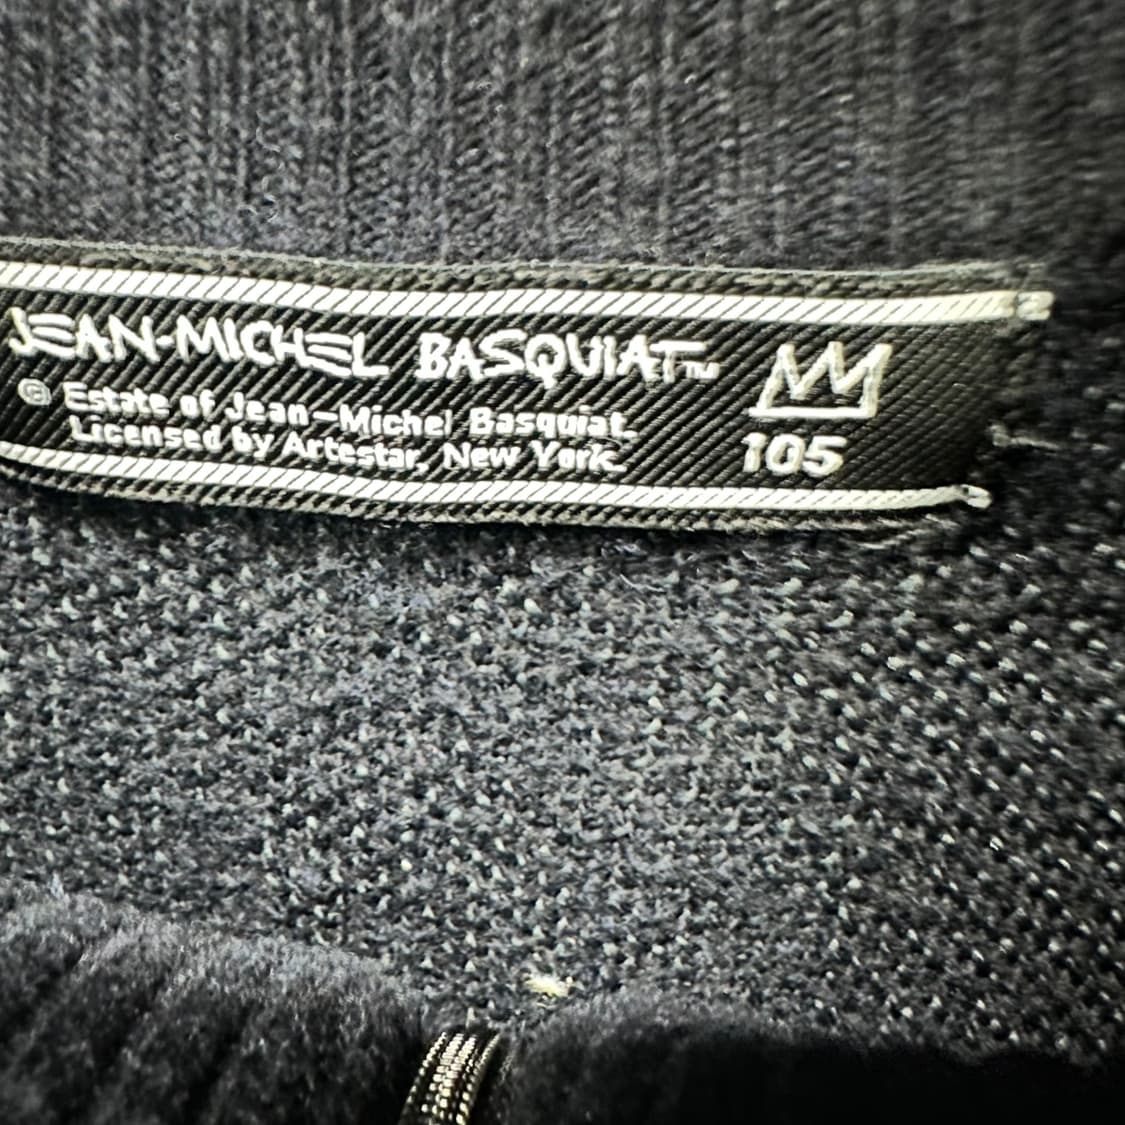 JEAN-MICHEL BASQUIAT™
© Estate of Jean-Michel Basquiat.
Licensed by Artestar, New York.
105